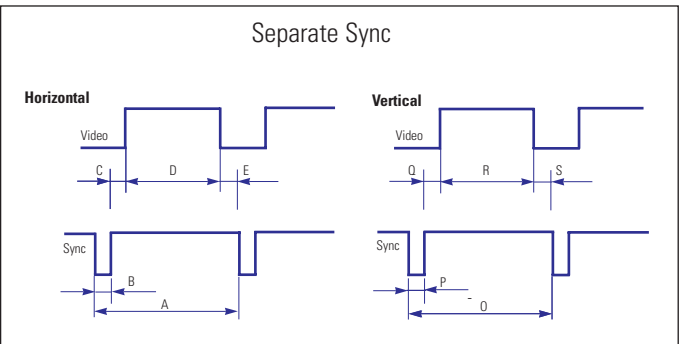 Separate Sync
Horizontal
Video
C D E
Sync
B
A
Vertical
Video
Q R S
Sync
P
O